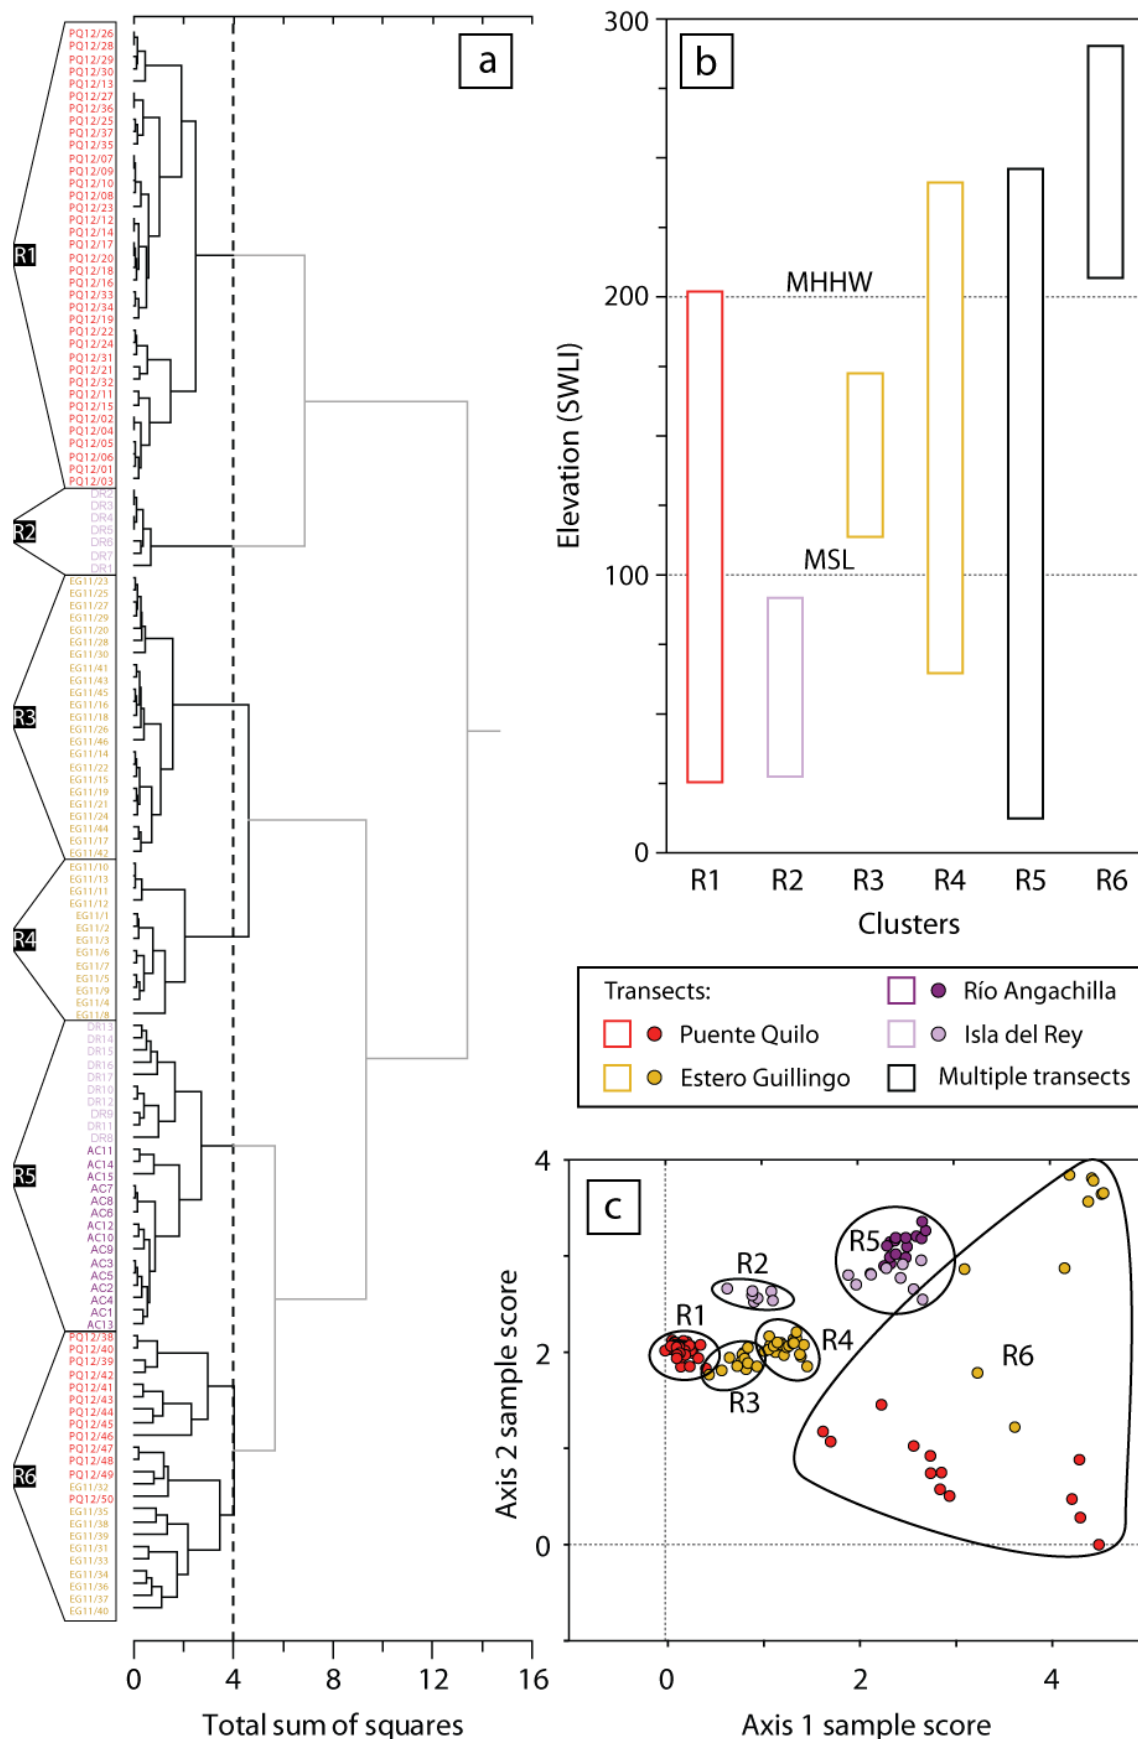 a
R1
PQ12/26
PQ12/28
PQ12/29
PQ12/30
PQ12/13
PQ12/27
PQ12/36
PQ12/25
PQ12/37
PQ12/35
PQ12/07
PQ12/09
PQ12/10
PQ12/08
PQ12/23
PQ12/12
PQ12/14
PQ12/17
PQ12/20
PQ12/18
PQ12/16
PQ12/33
PQ12/34
PQ12/19
PQ12/22
PQ12/24
PQ12/31
PQ12/21
PQ12/32
PQ12/11
PQ12/15
PQ12/02
PQ12/04
PQ12/05
PQ12/06
PQ12/01
PQ12/03
R2
DR2
DR3
DR4
DR5
DR6
DR7
DR1
R3
EG11/23
EG11/25
EG11/27
EG11/29
EG11/20
EG11/28
EG11/30
EG11/41
EG11/43
EG11/45
EG11/16
EG11/18
EG11/26
EG11/46
EG11/14
EG11/22
EG11/15
EG11/19
EG11/21
EG11/24
EG11/44
EG11/17
EG11/42
R4
EG11/10
EG11/13
EG11/11
EG11/12
EG11/1
EG11/2
EG11/3
EG11/6
EG11/7
EG11/5
EG11/9
EG11/4
EG11/8
R5
DR13
DR14
DR15
DR16
DR17
DR10
DR12
DR9
DR11
DR8
AC11
AC14
AC15
AC7
AC8
AC6
AC12
AC10
AC9
AC3
AC5
AC2
AC4
AC1
AC13
R6
PQ12/38
PQ12/40
PQ12/39
PQ12/42
PQ12/41
PQ12/43
PQ12/44
PQ12/45
PQ12/46
PQ12/47
PQ12/48
PQ12/49
EG11/32
PQ12/50
EG11/35
EG11/38
EG11/39
EG11/31
EG11/33
EG11/34
EG11/36
EG11/37
EG11/40
0 4 8 12 16
Total sum of squares
b
300
200
100
0
Elevation (SWLI)
MHHW
MSL
R1 R2 R3 R4 R5 R6
Clusters
Transects:
Puente Quilo
Estero Guillingo
Río Angachilla
Isla del Rey
Multiple transects
c
4
2
0
Axis 2 sample score
R5
R2
R1
R4
R3
R6
0 2 4
Axis 1 sample score